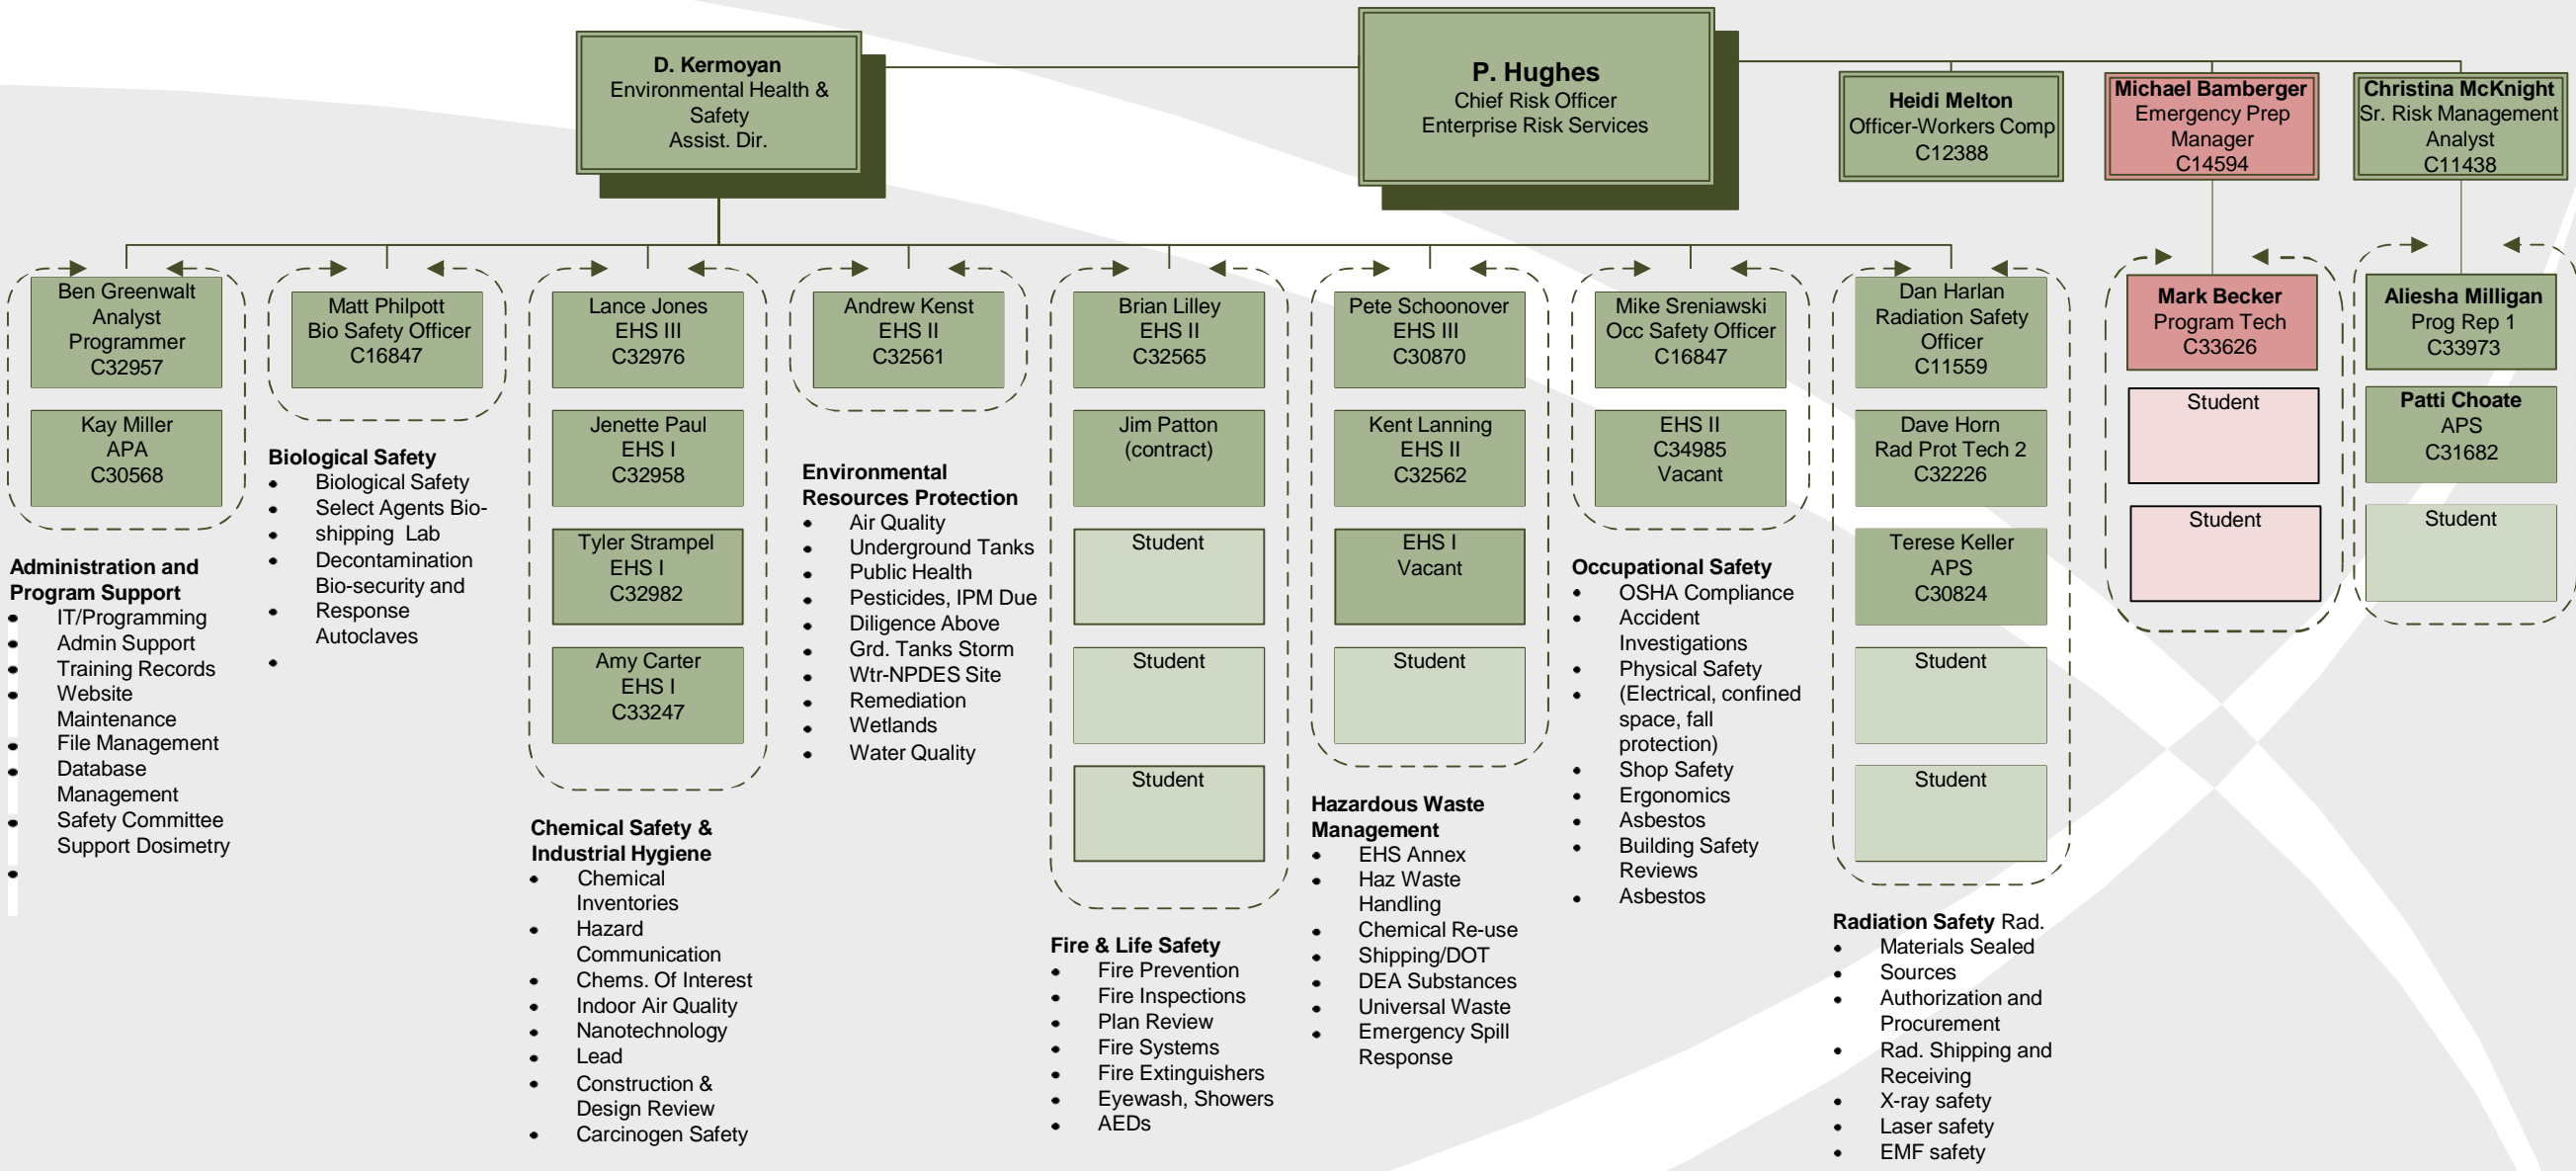 D. Kermoyan
Environmental Health &
Safety
Assist. Dir.
P. Hughes
Chief Risk Officer
Enterprise Risk Services
Heidi Melton
Officer-Workers Comp
C12388
Michael Bamberger
Emergency Prep
Manager
C14594
Christina McKnight
Sr. Risk Management
Analyst
C11438
Ben Greenwalt
Analyst
Programmer
C32957
Kay Miller
APA
C30568
Administration and
Program Support
IT/Programming
Admin Support
Training Records
Website
Maintenance
File Management
Database
Management
Safety Committee
Support Dosimetry
Matt Philpott
Bio Safety Officer
C16847
Biological Safety
Biological Safety
Select Agents Bio-
shipping Lab
Decontamination
Bio-security and
Response
Autoclaves
Lance Jones
EHS III
C32976
Jenette Paul
EHS I
C32958
Tyler Strampel
EHS I
C32982
Amy Carter
EHS I
C33247
Chemical Safety &
Industrial Hygiene
Chemical
Inventories
Hazard
Communication
Chems. Of Interest
Indoor Air Quality
Nanotechnology
Lead
Construction &
Design Review
Carcinogen Safety
Andrew Kenst
EHS II
C32561
Environmental
Resources Protection
Air Quality
Underground Tanks
Public Health
Pesticides, IPM Due
Diligence Above
Grd. Tanks Storm
Wtr-NPDES Site
Remediation
Wetlands
Water Quality
Brian Lilley
EHS II
C32565
Jim Patton
(contract)
Student
Student
Student
Fire & Life Safety
Fire Prevention
Fire Inspections
Plan Review
Fire Systems
Fire Extinguishers
Eyewash, Showers
AEDs
Pete Schoonover
EHS III
C30870
Kent Lanning
EHS II
C32562
EHS I
Vacant
Student
Hazardous Waste
Management
EHS Annex
Haz Waste
Handling
Chemical Re-use
Shipping/DOT
DEA Substances
Universal Waste
Emergency Spill
Response
Mike Sreniawski
Occ Safety Officer
C16847
EHS II
C34985
Vacant
Occupational Safety
OSHA Compliance
Accident
Investigations
Physical Safety
(Electrical, confined
space, fall
protection)
Shop Safety
Ergonomics
Asbestos
Building Safety
Reviews
Asbestos
Dan Harlan
Radiation Safety
Officer
C11559
Dave Horn
Rad Prot Tech 2
C32226
Terese Keller
APS
C30824
Student
Student
Radiation Safety Rad.
Materials Sealed
Sources
Authorization and
Procurement
Rad. Shipping and
Receiving
X-ray safety
Laser safety
EMF safety
Mark Becker
Program Tech
C33626
Student
Student
Aliesha Milligan
Prog Rep 1
C33973
Patti Choate
APS
C31682
Student